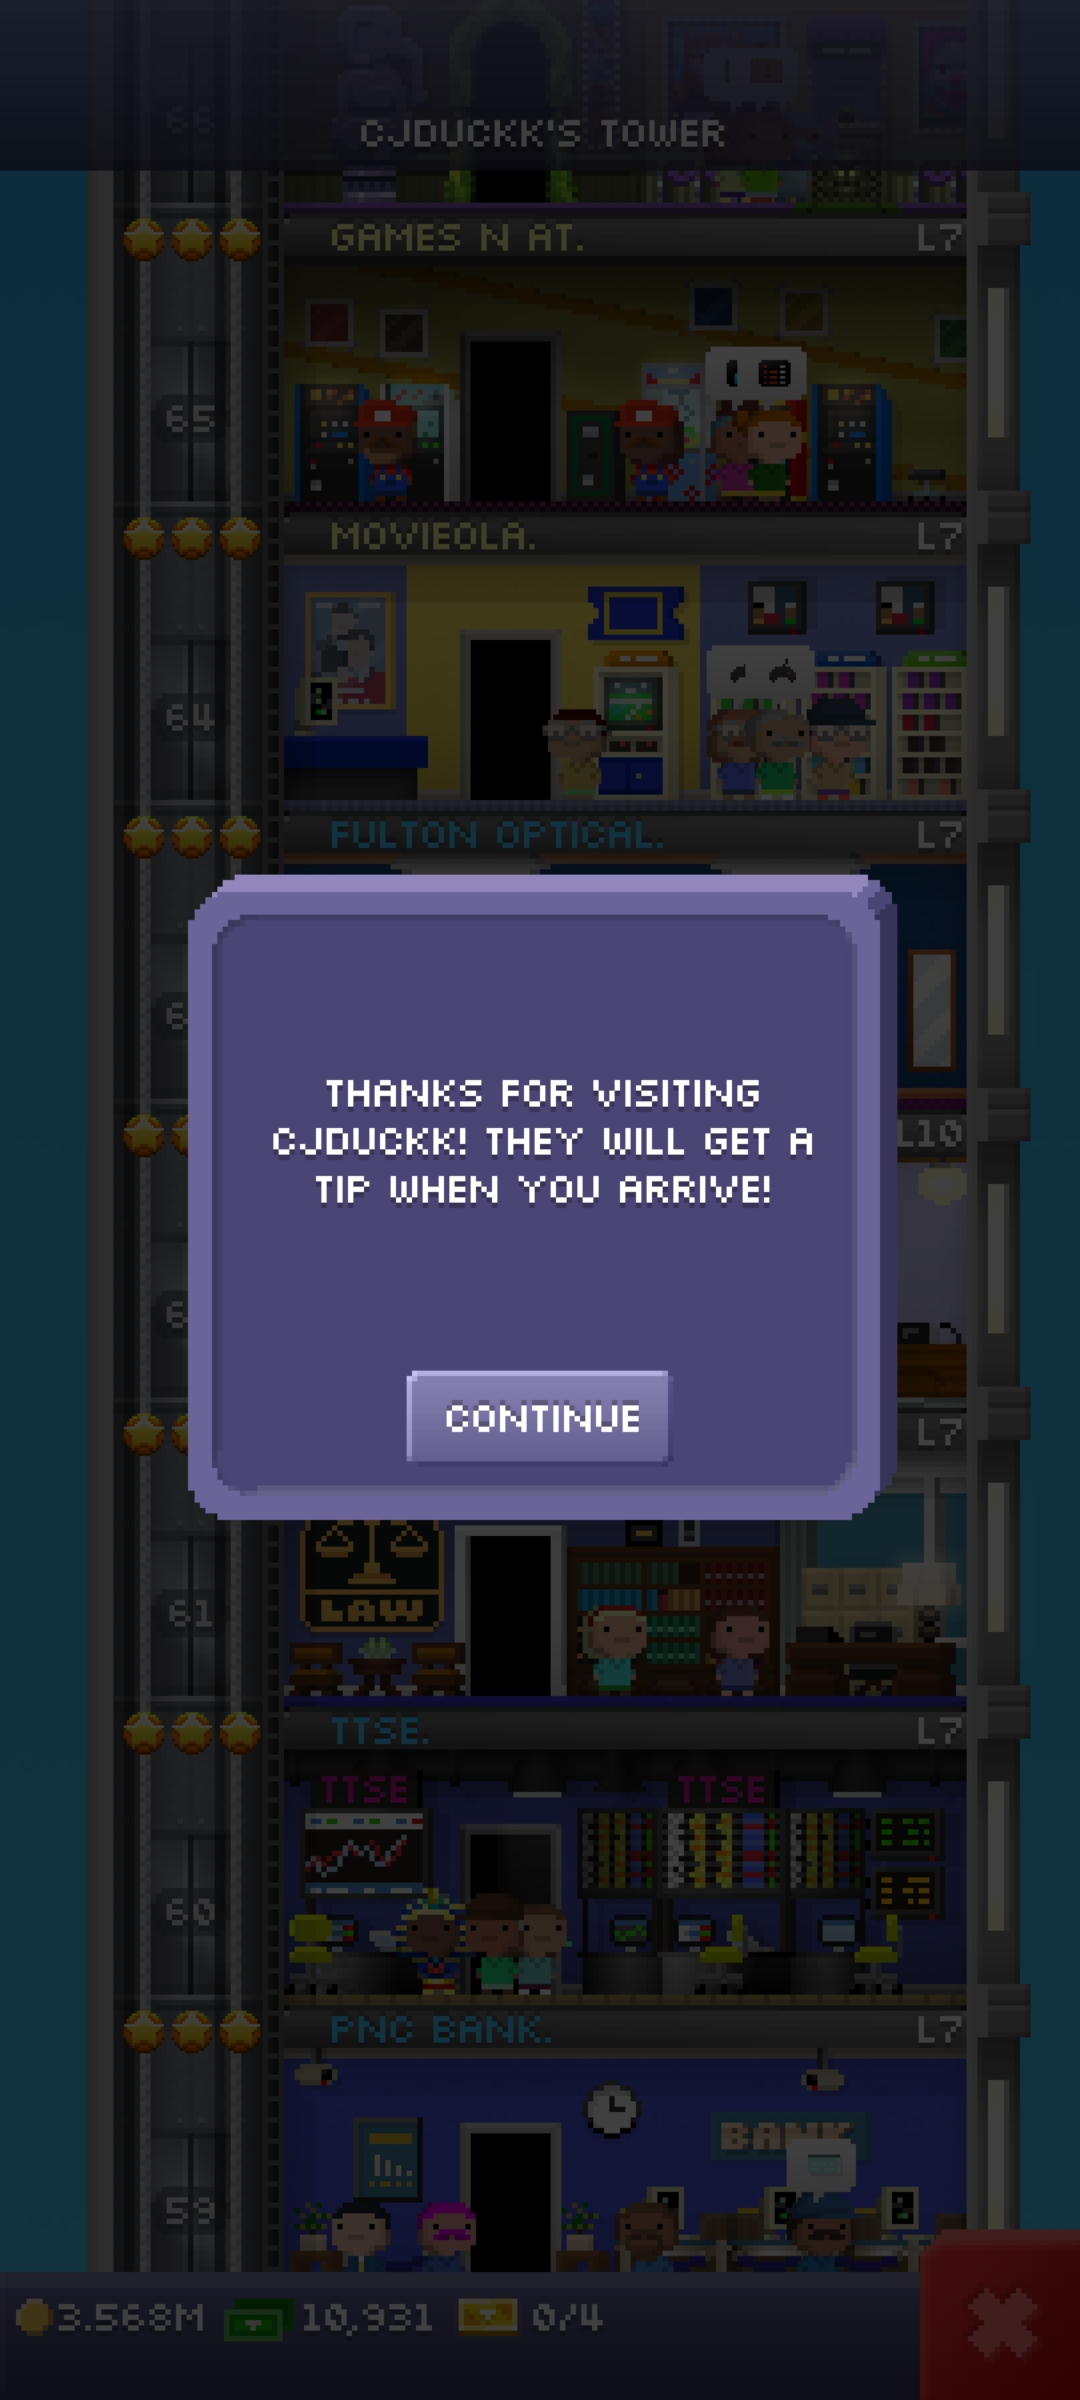 66
CJDUCKK'S TOWER
GAMES N AT.
L7
65
MOVIEOLA.
L7
64
FULTON OPTICAL.
L7
THANKS FOR VISITING
CJDUCKK! THEY WILL GET A
TIP WHEN YOU ARRIVE!
CONTINUE
L10
L7
LAW
61
TTSE.
L7
TTSE
TTSE
60
PNC BANK.
L7
BANK
59
3.568M
10,931
0/4